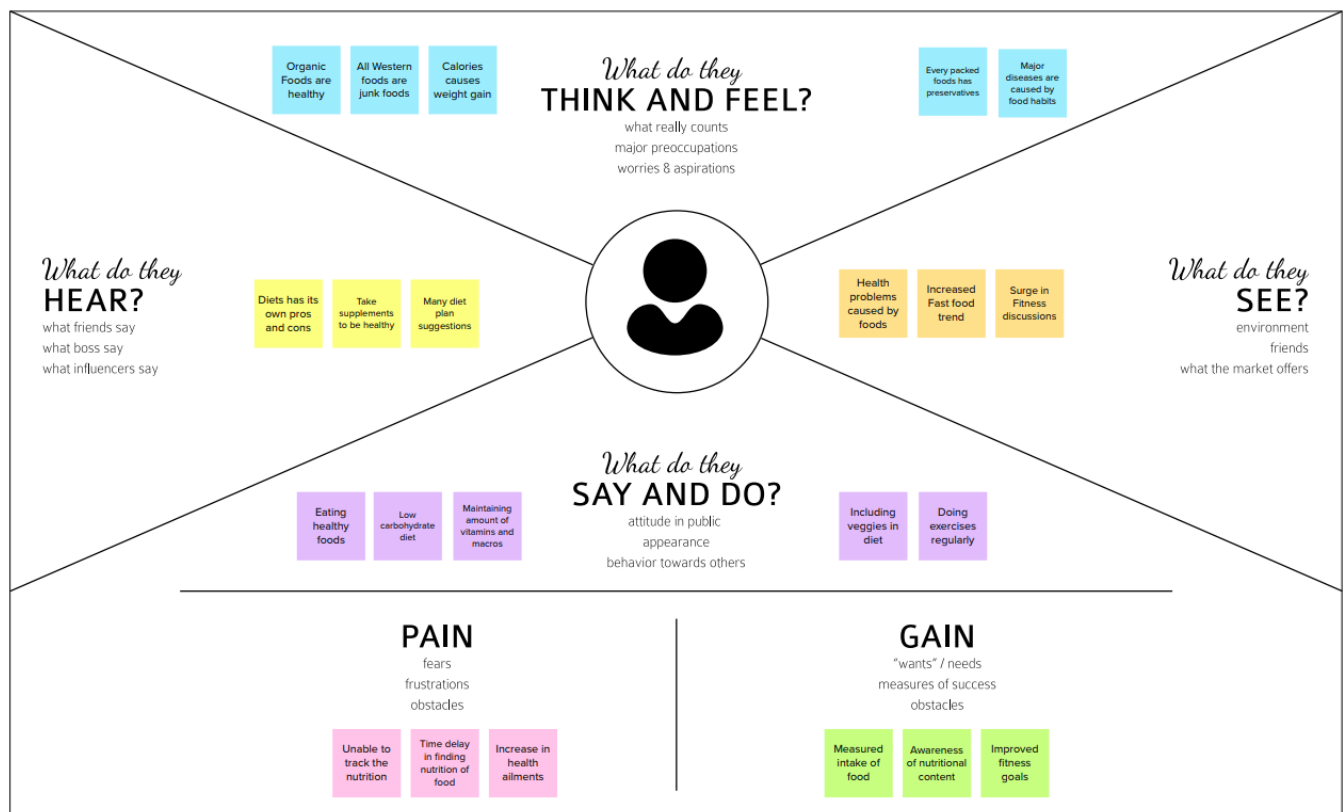 Organic
Foods are
healthy
All Western
foods are
junk foods
Calories
causes
weight gain
What do they
THINK AND FEEL?
what really counts
major preoccupations
worries & aspirations
Every packed
foods has
preservatives
Major
diseases are
caused by
food habits
What do they
HEAR?
what friends say
what boss say
what influencers say
Diets has its
own pros
and cons
Take
supplements
to be healthy
Many diet
plan
suggestions
Health
problems
caused by
foods
Increased
Fast food
trend
Surge in
Fitness
discussions
What do they
SEE?
environment
friends
what the market offers
What do they
SAY AND DO?
attitude in public
appearance
behavior towards others
Eating
healthy
foods
Low
carbohydrate
diet
Maintaining
amount of
vitamins and
macros
Including
veggies in
diet
Doing
exercises
regularly
PAIN
fears
frustrations
obstacles
Unable to
track the
nutrition
Time delay
in finding
nutrition of
food
Increase in
health
ailments
GAIN
"wants" / needs
measures of success
obstacles
Measured
intake of
food
Awareness
of nutritional
content
Improved
fitness
goals